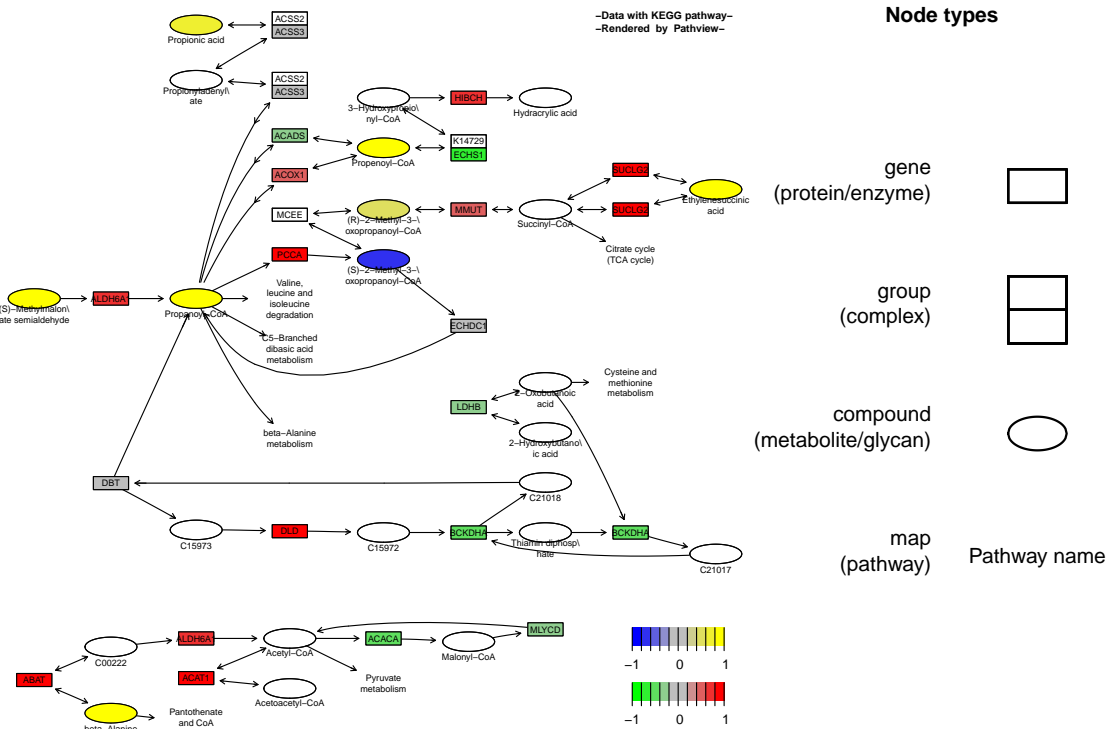 –Data with KEGG pathway–
–Rendered by Pathview–
Node types
ACSS2
ACSS3
Propionic acid
ACSS2
ACSS3
Propionyladenyl\
ate
3–Hydroxypropio\
nyl–CoA
HIBCH
Hydracrylic acid
ACADS
K14729
ECHS1
Propenoyl–CoA
ACOX1
SUCLG2
gene
(protein/enzyme)
MCEE
(R)–2–Methyl–3–\
oxopropanoyl–CoA
MMUT
Succinyl–CoA
SUCLG2
Ethylenesuccinic
acid
PCCA
(S)–2–Methyl–3–\
oxopropanoyl–CoA
Citrate cycle
(TCA cycle)
(S)–Methylmalon\
ate semialdehyde
ALDH6A1
Propanoyl–CoA
Valine,
leucine and
isoleucine
degradation
group
(complex)
C5–Branched
dibasic acid
metabolism
ECHDC1
2–Oxobutanoic
acid
Cysteine and
methionine
metabolism
LDHB
beta–Alanine
metabolism
2–Hydroxybutano\
ic acid
compound
(metabolite/glycan)
DBT
C21018
C15973
DLD
C15972
BCKDHA
Thiamin diphosp\
hate
BCKDHA
C21017
map
(pathway)
Pathway name
C00222
ALDH6A1
Acetyl–CoA
ACACA
Malonyl–CoA
MLYCD
ABAT
ACAT1
Acetoacetyl–CoA
Pyruvate
metabolism
beta–Alanine
Pantothenate
and CoA
–1 0 1
–1 0 1